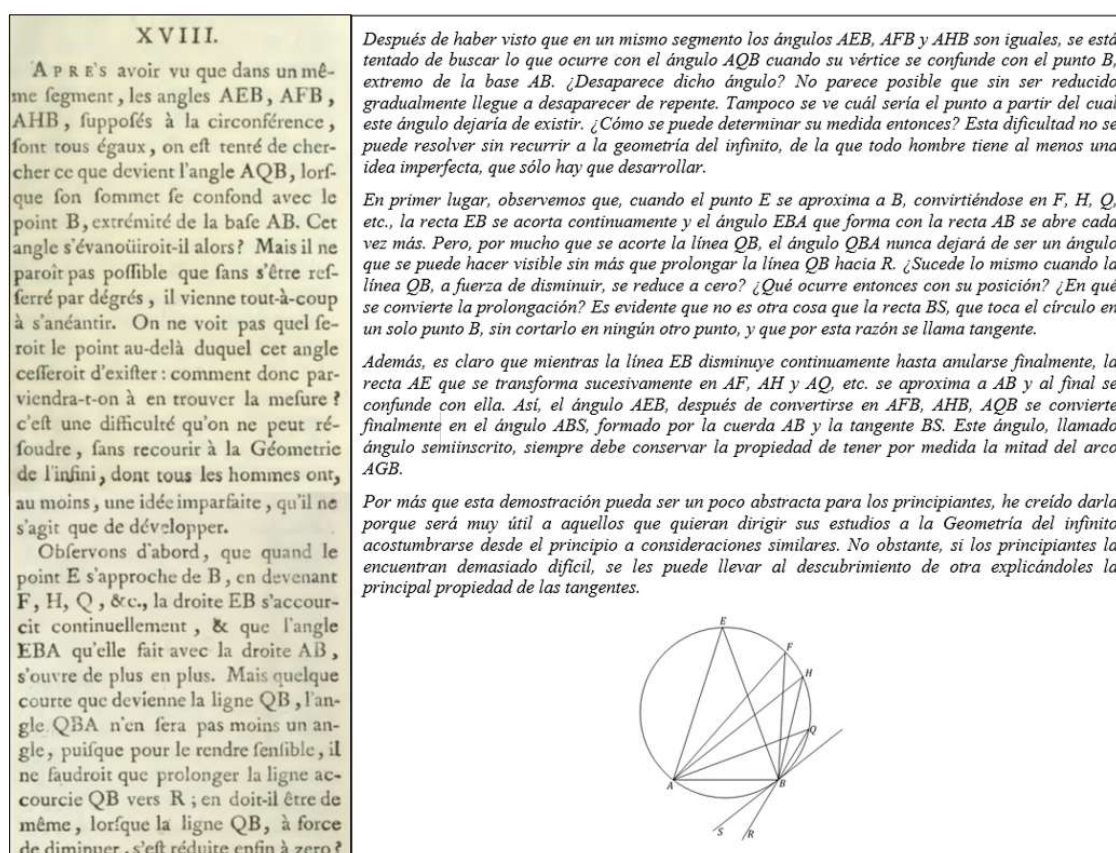 XVIII.
APRE'S avoir vu que dans un mê-
me ſegment, les angles AEB, AFB,
AHB, ſuppoſés à la circonférence,
ſont tous égaux, on eſt tenté de cher-
cher ce que devient l'angle AQB, lorſ-
que ſon ſommet ſe confond avec le
point B, extrémité de la baſe AB. Cet
angle s'évanoüiroit-il alors? Mais il ne
paroît pas poſſible que ſans s'être reſ-
ſerré par dégrés, il vienne tout-à-coup
à s'anéantir. On ne voit pas quel ſe-
roit le point au-delà duquel cet angle
ceſſeroit d'exiſter: comment donc par-
viendra-t-on à en trouver la meſure?
c'eſt une difficulté qu'on ne peut ré-
ſoudre, ſans recourir à la Géometrie
de l'infini, dont tous les hommes ont,
au moins, une idée imparfaite, qu'il ne
s'agit que de développer.
Obſervons d'abord, que quand le
point E s'approche de B, en devenant
F, H, Q, &c., la droite EB s'accour-
cit continuellement, & que l'angle
EBA qu'elle fait avec la droite AB,
s'ouvre de plus en plus. Mais quelque
courte que devienne la ligne QB, l'an-
gle QBA n'en ſera pas moins un an-
gle, puiſque pour le rendre ſenſible, il
ne faudroit que prolonger la ligne ac-
courcie QB vers R; en doit-il être de
même, lorſque la ligne QB, à force
de diminuer, s'eſt réduite enfin à zero?
Después de haber visto que en un mismo segmento los ángulos AEB, AFB y AHB son iguales, se está
tentado de buscar lo que ocurre con el ángulo AQB cuando su vértice se confunde con el punto B,
extremo de la base AB. ¿Desaparece dicho ángulo? No parece posible que sin ser reducido
gradualmente llegue a desaparecer de repente. Tampoco se ve cuál sería el punto a partir del cual
este ángulo dejaría de existir. ¿Cómo se puede determinar su medida entonces? Esta dificultad no se
puede resolver sin recurrir a la geometría del infinito, de la que todo hombre tiene al menos una
idea imperfecta, que sólo hay que desarrollar.
En primer lugar, observemos que, cuando el punto E se aproxima a B, convirtiéndose en F, H, Q,
etc., la recta EB se acorta continuamente y el ángulo EBA que forma con la recta AB se abre cada
vez más. Pero, por mucho que se acorte la línea QB, el ángulo QBA nunca dejará de ser un ángulo
que se puede hacer visible sin más que prolongar la línea QB hacia R. ¿Sucede lo mismo cuando la
línea QB, a fuerza de disminuir, se reduce a cero? ¿Qué ocurre entonces con su posición? ¿En qué
se convierte la prolongación? Es evidente que no es otra cosa que la recta BS, que toca el círculo en
un solo punto B, sin cortarlo en ningún otro punto, y que por esta razón se llama tangente.
Además, es claro que mientras la línea EB disminuye continuamente hasta anularse finalmente, la
recta AE que se transforma sucesivamente en AF, AH y AQ, etc. se aproxima a AB y al final se
confunde con ella. Así, el ángulo AEB, después de convertirse en AFB, AHB, AQB se convierte
finalmente en el ángulo ABS, formado por la cuerda AB y la tangente BS. Este ángulo, llamado
ángulo semiinscrito, siempre debe conservar la propiedad de tener por medida la mitad del arco
AGB.
Por más que esta demostración pueda ser un poco abstracta para los principiantes, he creído darla
porque será muy útil a aquellos que quieran dirigir sus estudios a la Geometría del infinito
acostumbrarse desde el principio a consideraciones similares. No obstante, si los principiantes la
encuentran demasiado difícil, se les puede llevar al descubrimiento de otra explicándoles la
principal propiedad de las tangentes.
E
F
H
Q
A
B
S
R